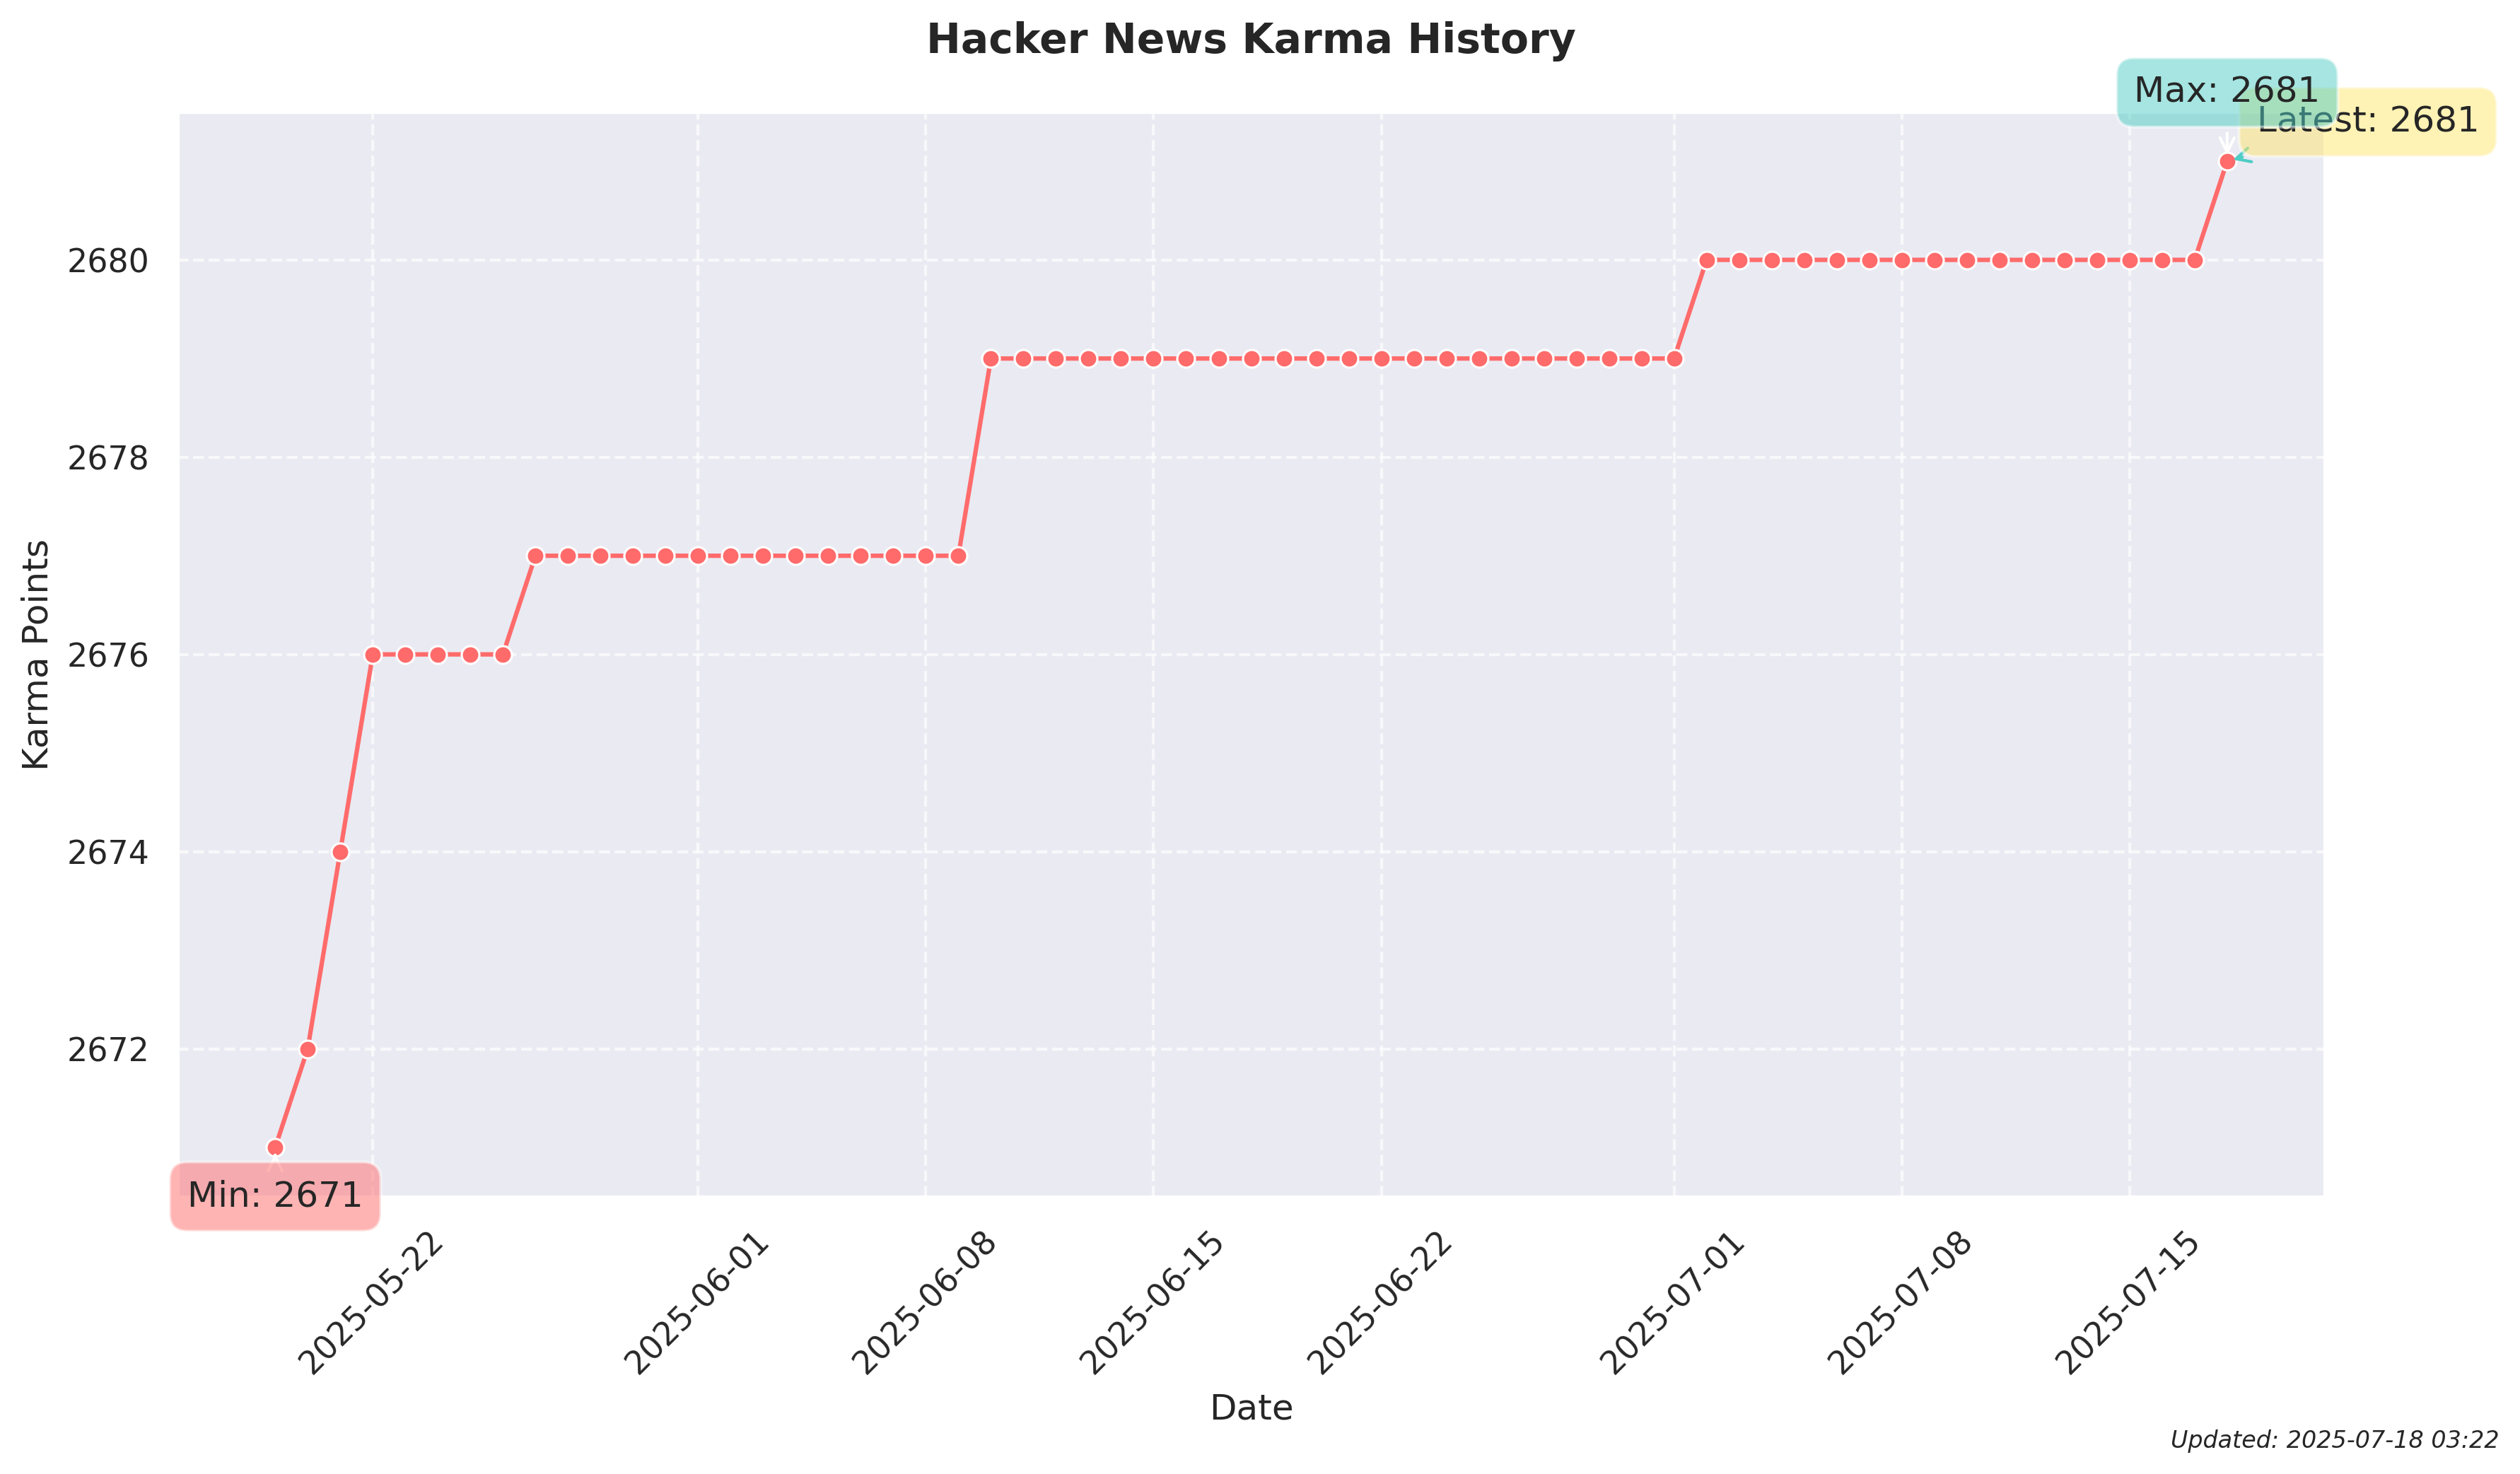 Hacker News Karma History
Max: 2681
Latest: 2681
2680
2678
2676
2674
2672
Karma Points
Min: 2671
2025-05-22
2025-06-01
2025-06-08
2025-06-15
2025-06-22
2025-07-01
2025-07-08
2025-07-15
Date
Updated: 2025-07-18 03:22